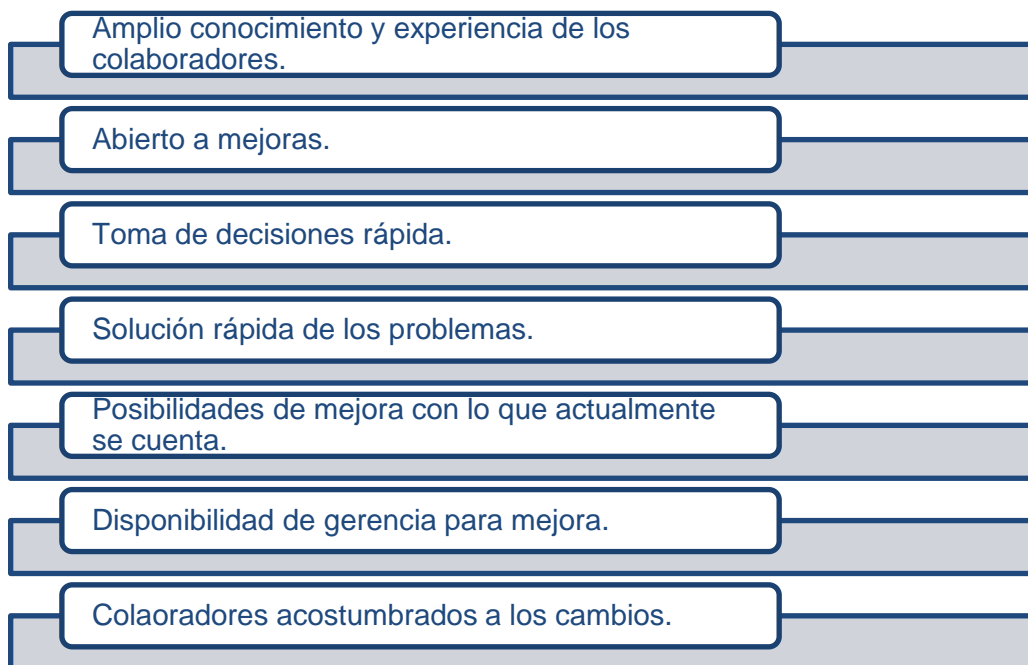 Amplio conocimiento y experiencia de los
colaboradores.
Abierto a mejoras.
Toma de decisiones rápida.
Solución rápida de los problemas.
Posibilidades de mejora con lo que actualmente
se cuenta.
Disponibilidad de gerencia para mejora.
Colaoradores acostumbrados a los cambios.